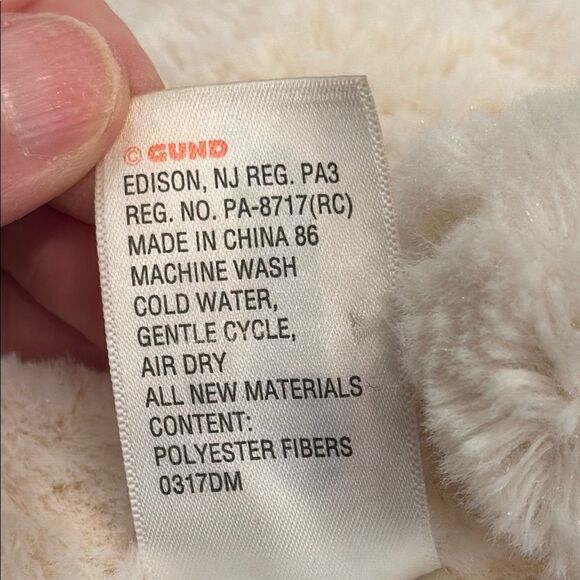 © GUND
EDISON, NJ REG. PA3
REG. NO. PA-8717(RC)
MADE IN CHINA 86
MACHINE WASH
COLD WATER,
GENTLE CYCLE,
AIR DRY
ALL NEW MATERIALS
CONTENT:
POLYESTER FIBERS
0317DM